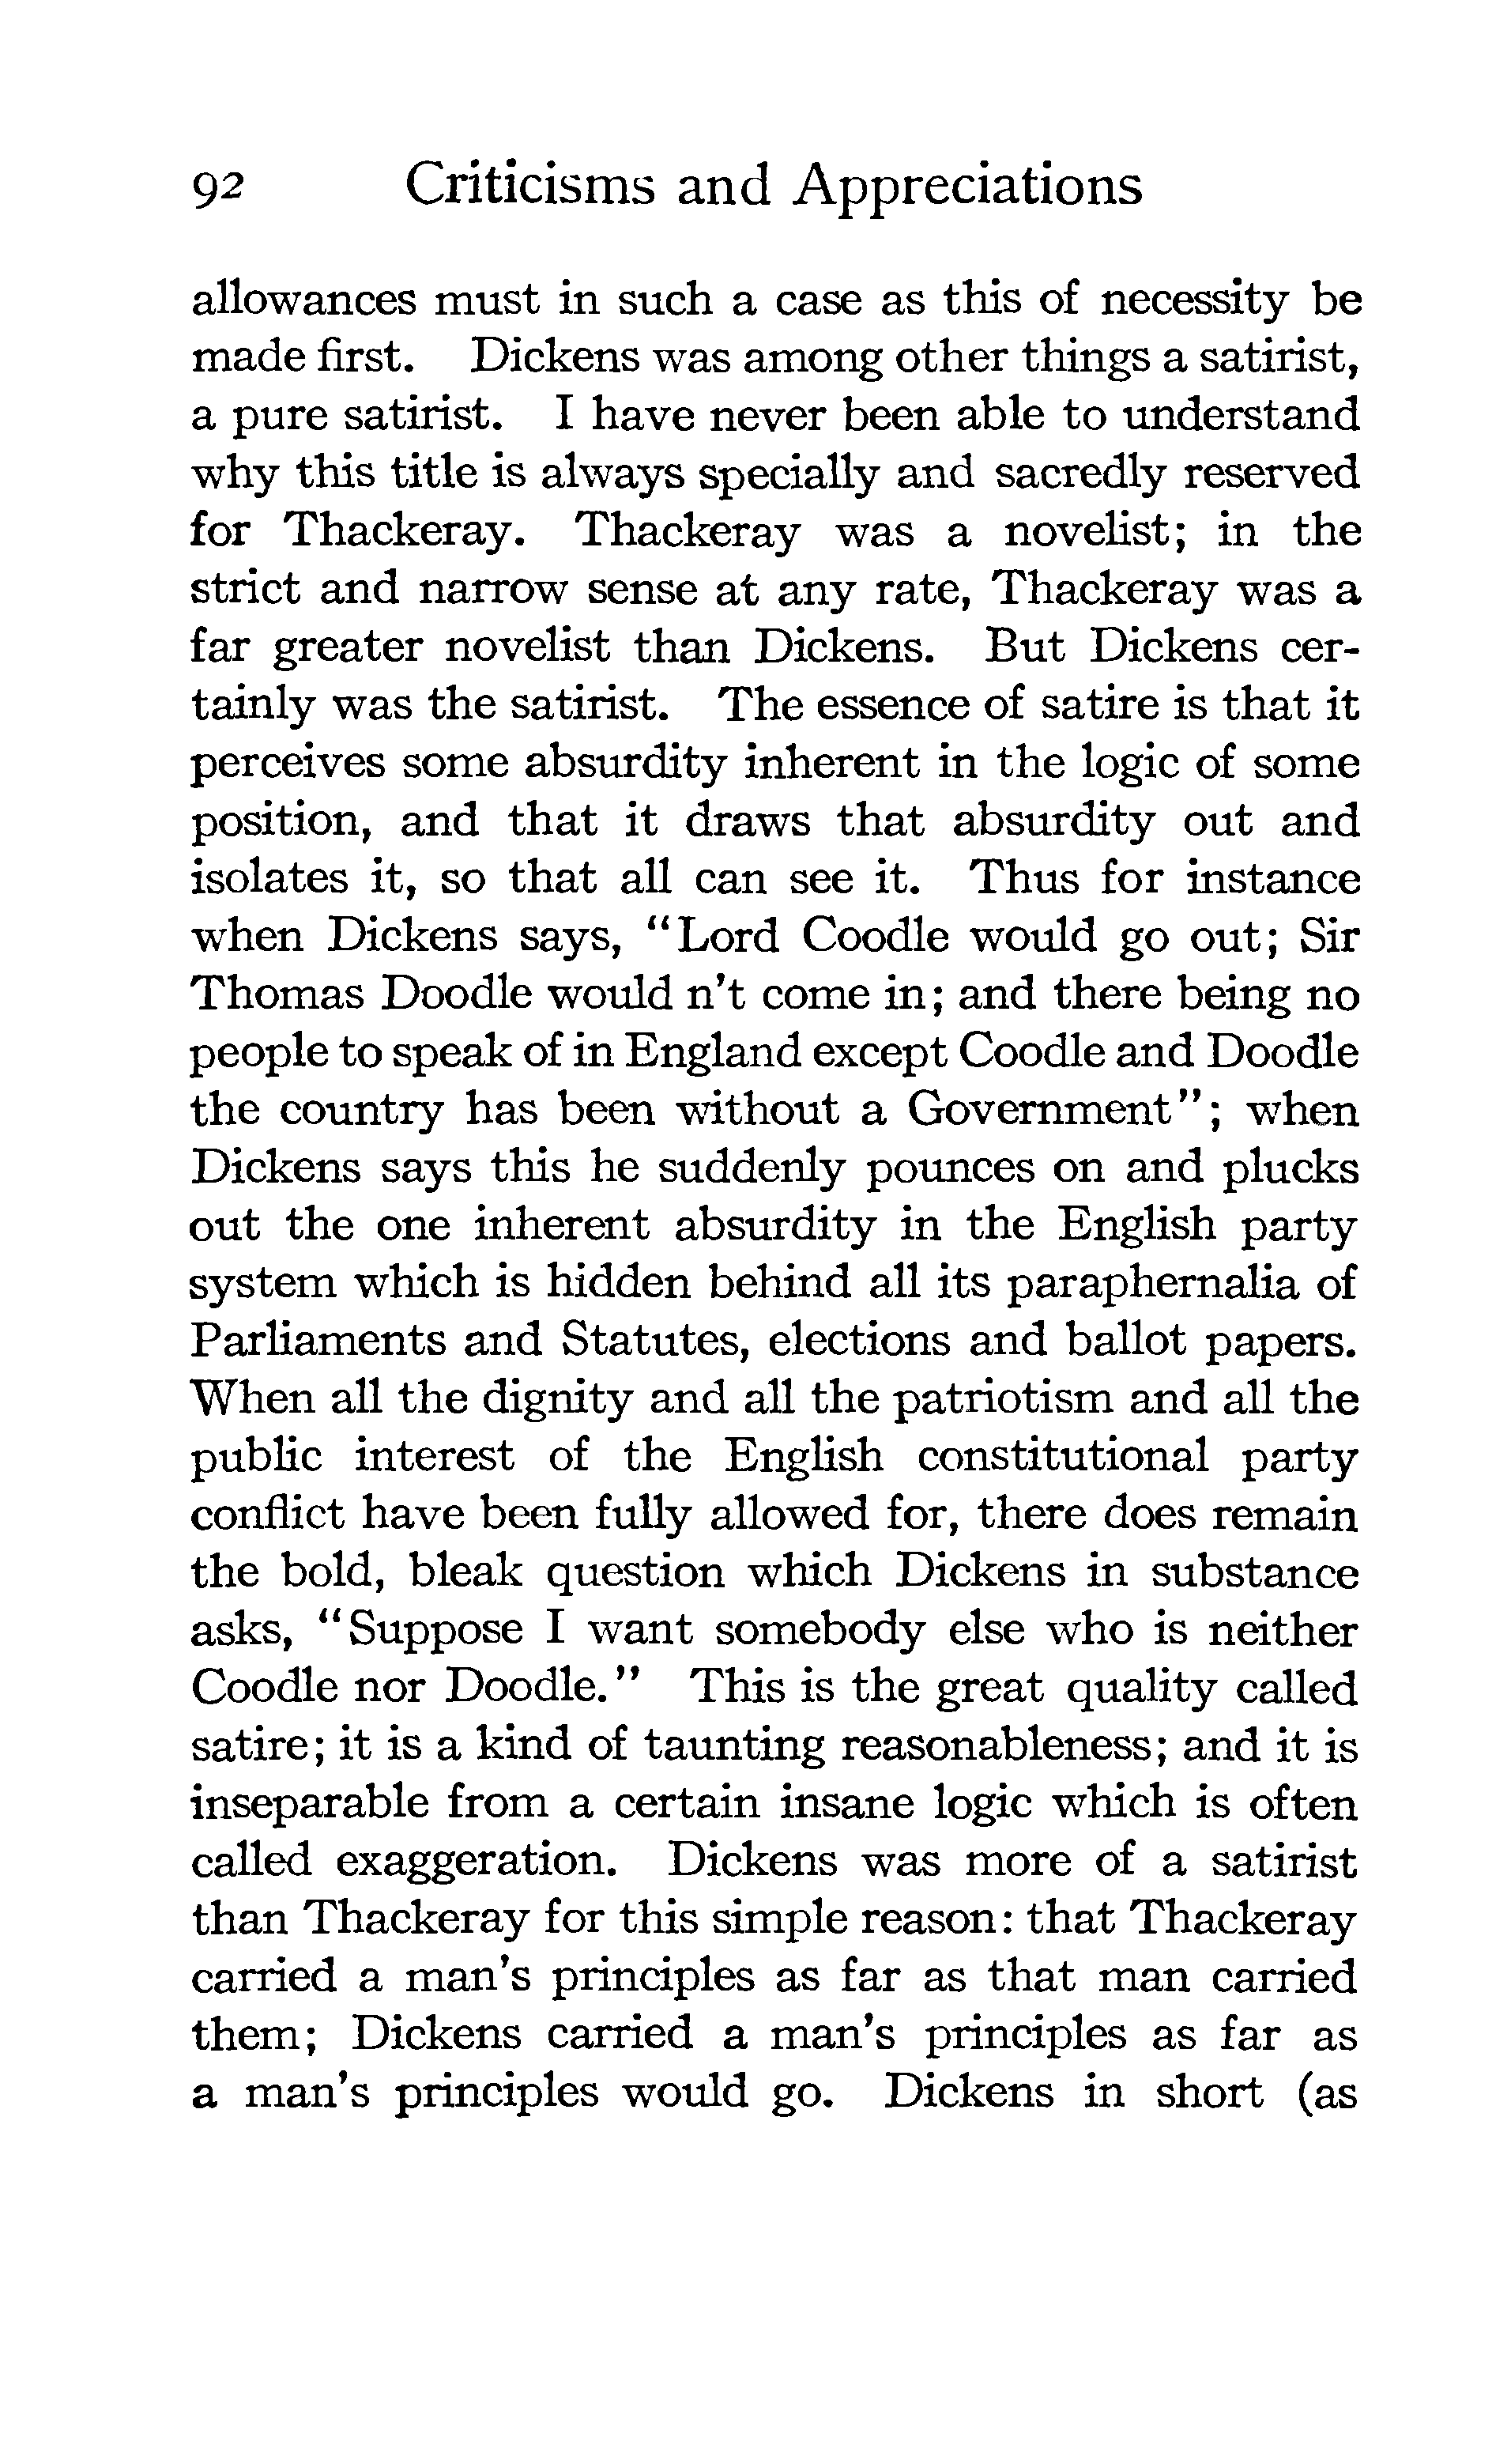 92 Criticisms and Appreciations
allowances must in such a case as this of necessity be
made first. Dickens was among other things a satirist,
a pure satirist. I have never been able to understand
why this title is always specially and sacredly reserved
for Thackeray. Thackeray was a novelist; in the
strict and narrow sense at any rate, Thackeray was a
far greater novelist than Dickens. But Dickens cer-
tainly was the satirist. The essence of satire is that it
perceives some absurdity inherent in the logic of some
position, and that it draws that absurdity out and
isolates it, so that all can see it. Thus for instance
when Dickens says, "Lord Coodle would go out; Sir
Thomas Doodle would n't come in; and there being no
people to speak of in England except Coodle and Doodle
the country has been without a Government"; when
Dickens says this he suddenly pounces on and plucks
out the one inherent absurdity in the English party
system which is hidden behind all its paraphernalia of
Parliaments and Statutes, elections and ballot papers.
When all the dignity and all the patriotism and all the
public interest of the English constitutional party
conflict have been fully allowed for, there does remain
the bold, bleak question which Dickens in substance
asks, "Suppose I want somebody else who is neither
Coodle nor Doodle." This is the great quality called
satire; it is a kind of taunting reasonableness; and it is
inseparable from a certain insane logic which is often
called exaggeration. Dickens was more of a satirist
than Thackeray for this simple reason: that Thackeray
carried a man's principles as far as that man carried
them; Dickens carried a man's principles as far as
a man's principles would go. Dickens in short (as